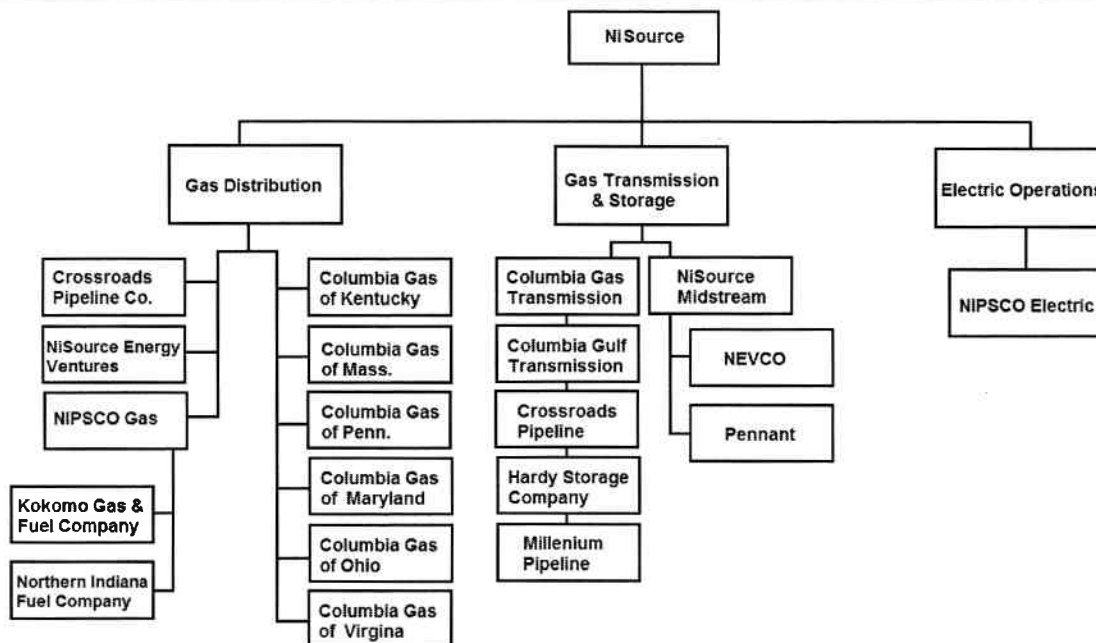 NiSource
Gas Distribution
Gas Transmission
& Storage
Electric Operations
Crossroads
Pipeline Co.
NiSource Energy
Ventures
NIPSCO Gas
Kokomo Gas &
Fuel Company
Northern Indiana
Fuel Company
Columbia Gas
of Kentucky
Columbia Gas
of Mass.
Columbia Gas
of Penn.
Columbia Gas
of Maryland
Columbia Gas
of Ohio
Columbia Gas
of Virgina
Columbia Gas
Transmission
Columbia Gulf
Transmission
Crossroads
Pipeline
Hardy Storage
Company
Millenium
Pipeline
NiSource
Midstream
NEVCO
Pennant
NIPSCO Electric